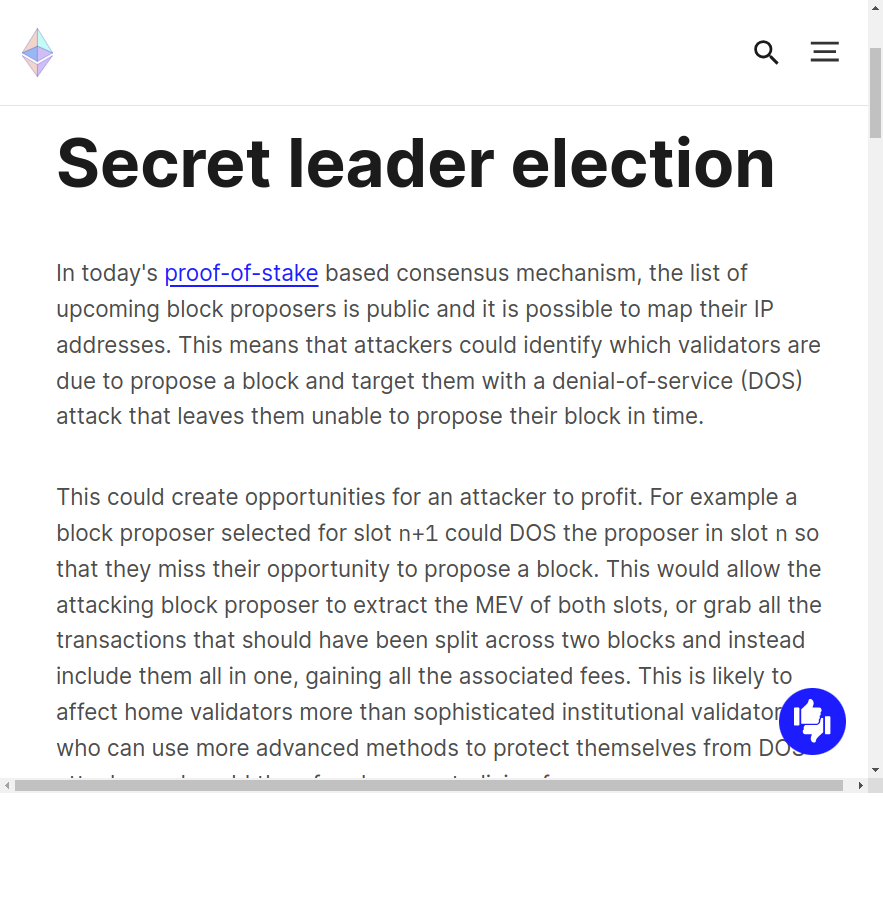 Secret leader election
In today's proof-of-stake based consensus mechanism, the list of
upcoming block proposers is public and it is possible to map their IP
addresses. This means that attackers could identify which validators are
due to propose a block and target them with a denial-of-service (DOS)
attack that leaves them unable to propose their block in time.
This could create opportunities for an attacker to profit. For example a
block proposer selected for slot n+1 could DOS the proposer in slot n so
that they miss their opportunity to propose a block. This would allow the
attacking block proposer to extract the MEV of both slots, or grab all the
transactions that should have been split across two blocks and instead
include them all in one, gaining all the associated fees. This is likely to
affect home validators more than sophisticated institutional validator
who can use more advanced methods to protect themselves from DOS